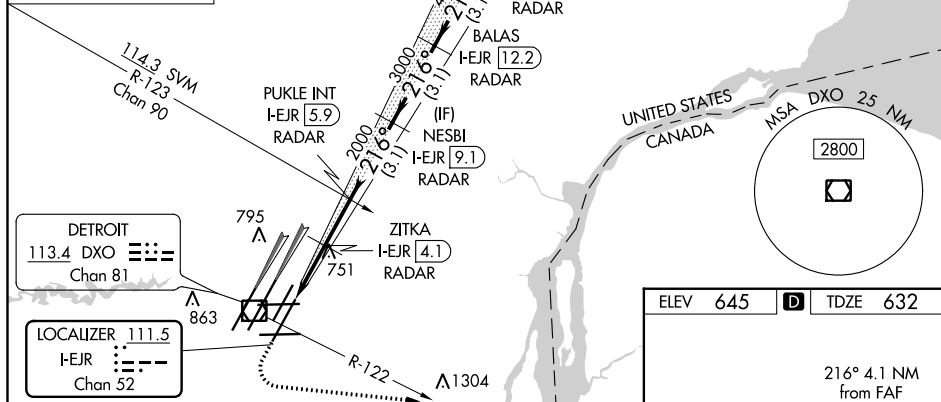 RADAR
BALAS
I-EJR 12.2
RADAR
3000
216°
(3.1)
114.3 SVM
R-123
Chan 90
PUKLE INT
I-EJR 5.9
RADAR
(IF)
NESBI
I-EJR 9.1
RADAR
2000
216°
(3.1)
UNITED STATES
CANADA
MSA DXO 25 NM
2800
795
ZITKA
I-EJR 4.1
RADAR
751
DETROIT
113.4 DXO
Chan 81
863
LOCALIZER 111.5
I-EJR
Chan 52
R-122
1304
ELEV 645 D TDZE 632
216° 4.1 NM
from FAF